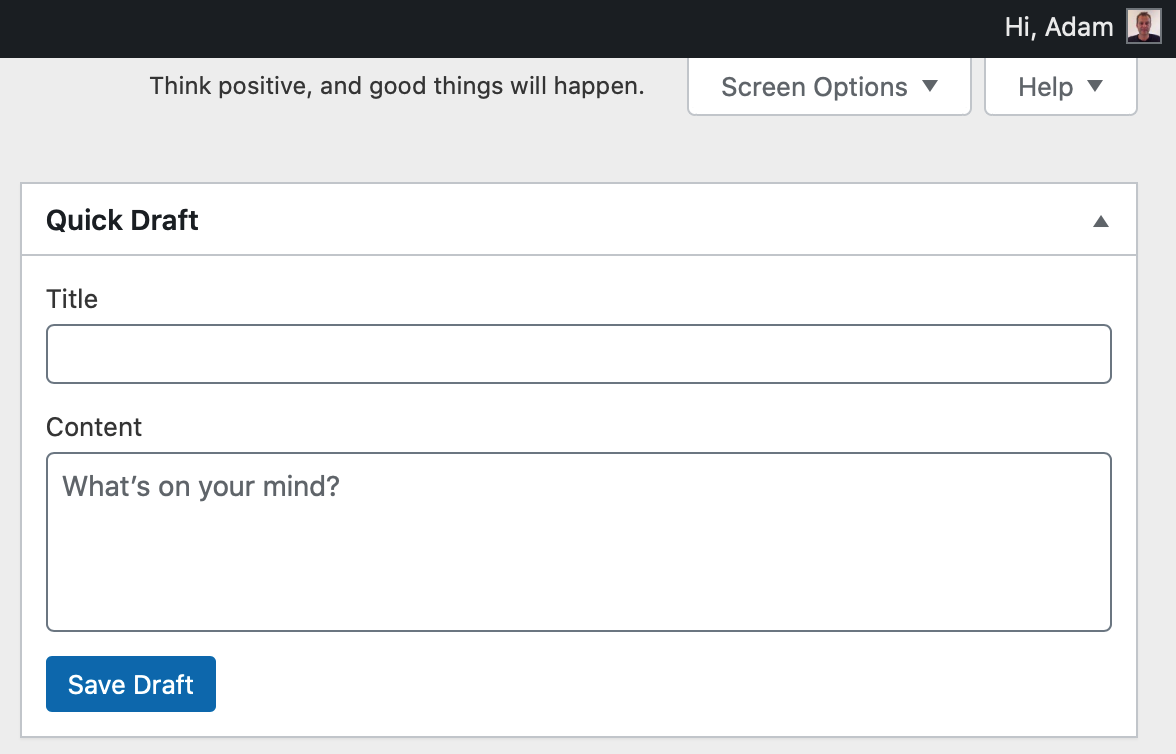 Hi, Adam
Think positive, and good things will happen.
Screen Options
Help
Quick Draft
Title
Content
What’s on your mind?
Save Draft